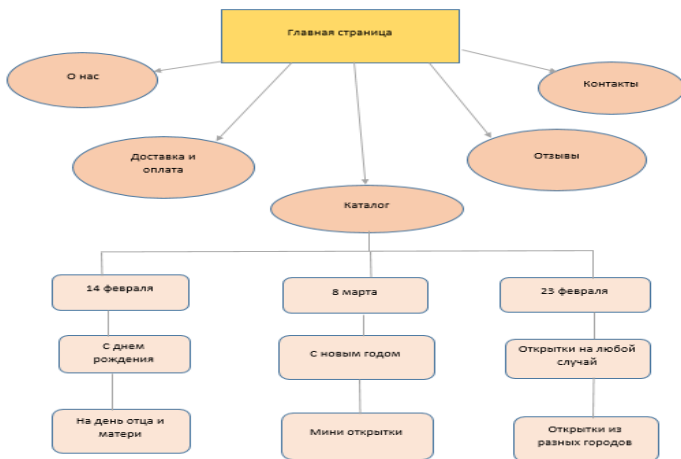 Главная страница
О нас
Контакты
Доставка и
оплата
Отзывы
Каталог
14 февраля
8 марта
23 февраля
С днем
рождения
С новым годом
Открытки на любой
случай
На день отца и
матери
Мини открытки
Открытки из
разных городов